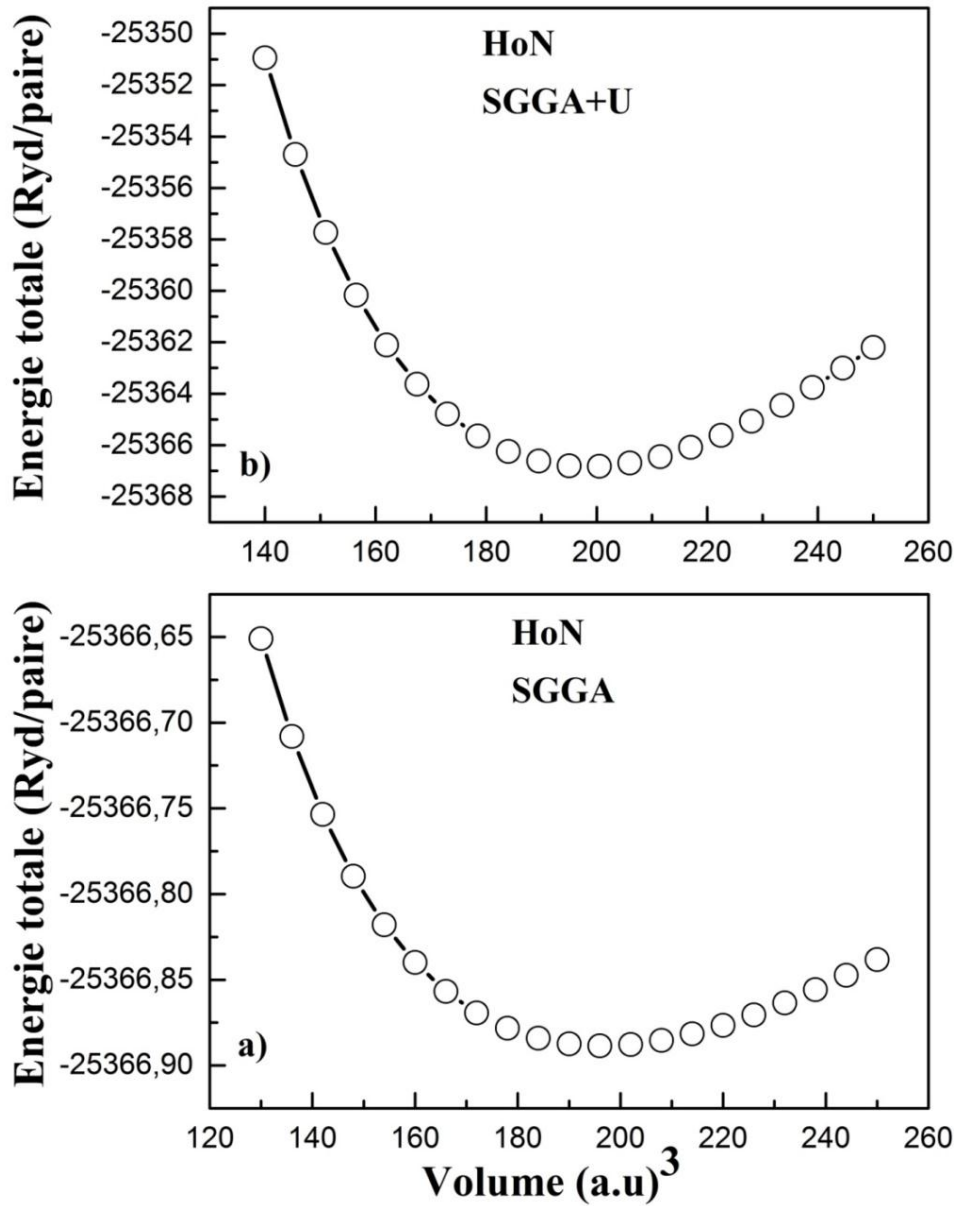 Energie totale (Ryd/paire)
-25350
-25352
-25354
-25356
-25358
-25360
-25362
-25364
-25366
-25368
HoN
SGGA+U
b)
140 160 180 200 220 240 260
Energie totale (Ryd/paire)
-25366,65
-25366,70
-25366,75
-25366,80
-25366,85
-25366,90
HoN
SGGA
a)
120 140 160 180 200 220 240 260
Volume (a.u)³